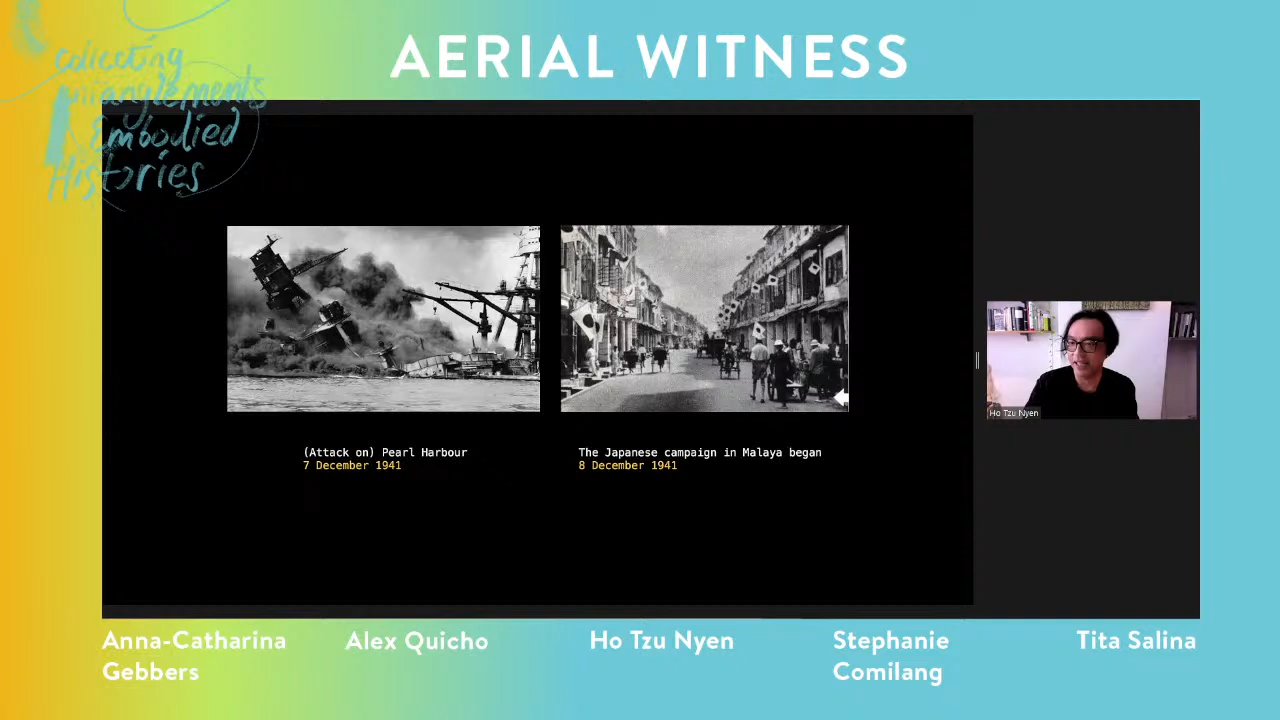 AERIAL WITNESS
Collecting
Entanglements
Embodied
Histories
(Attack on) Pearl Harbour
7 December 1941
The Japanese campaign in Malaya began
8 December 1941
Ho Tzu Nyen
Anna-Catharina
Gebbers
Alex Quicho
Ho Tzu Nyen
Stephanie
Comilang
Tita Salina